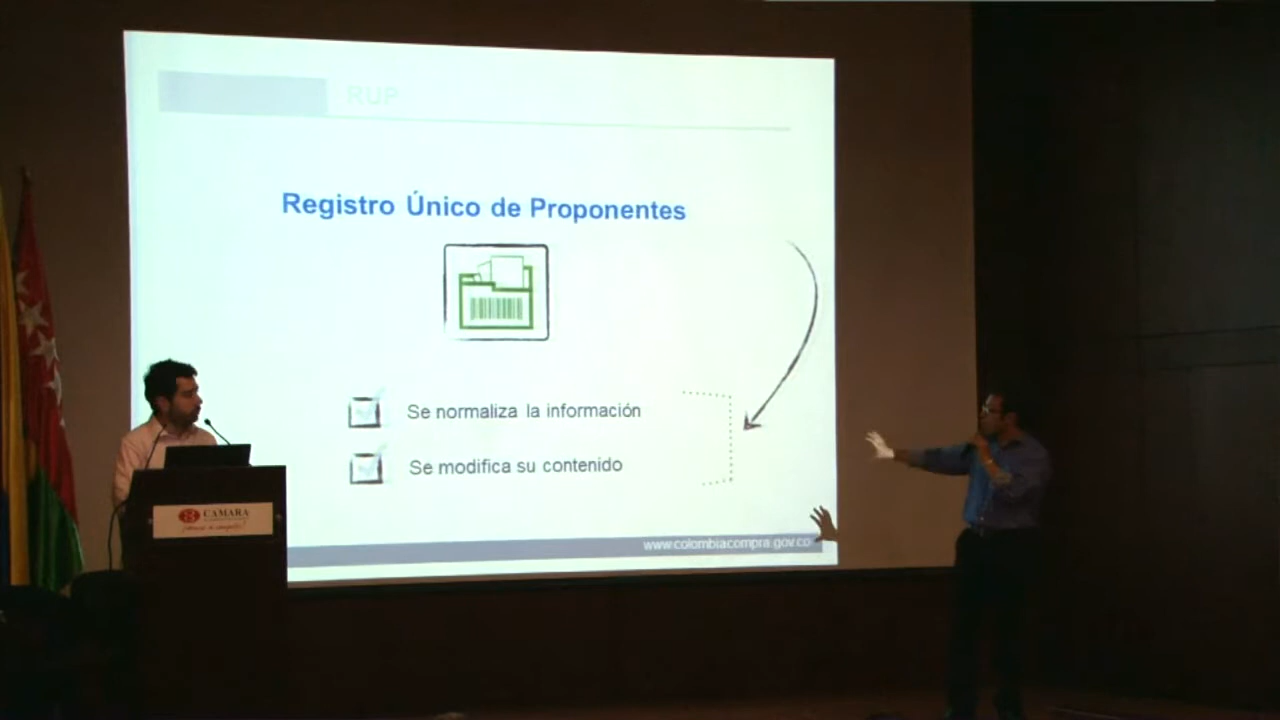 RUP
Registro Único de Proponentes
Se normaliza la información
Se modifica su contenido
www.colombiacompra.gov.co
CAMARA